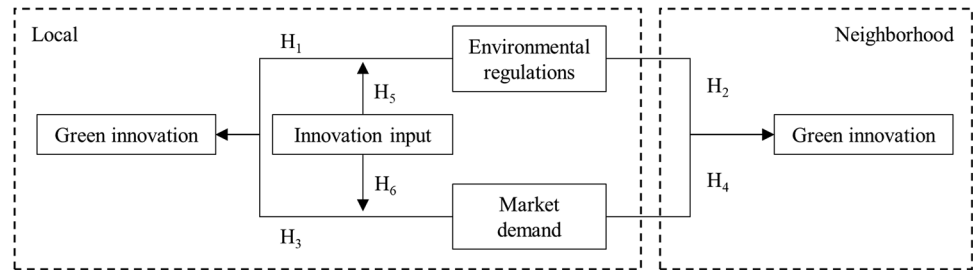 Local
Neighborhood
H₁
Environmental
regulations
H₂
H₅
Green innovation
Innovation input
Green innovation
H₆
H₄
Market
demand
H₃